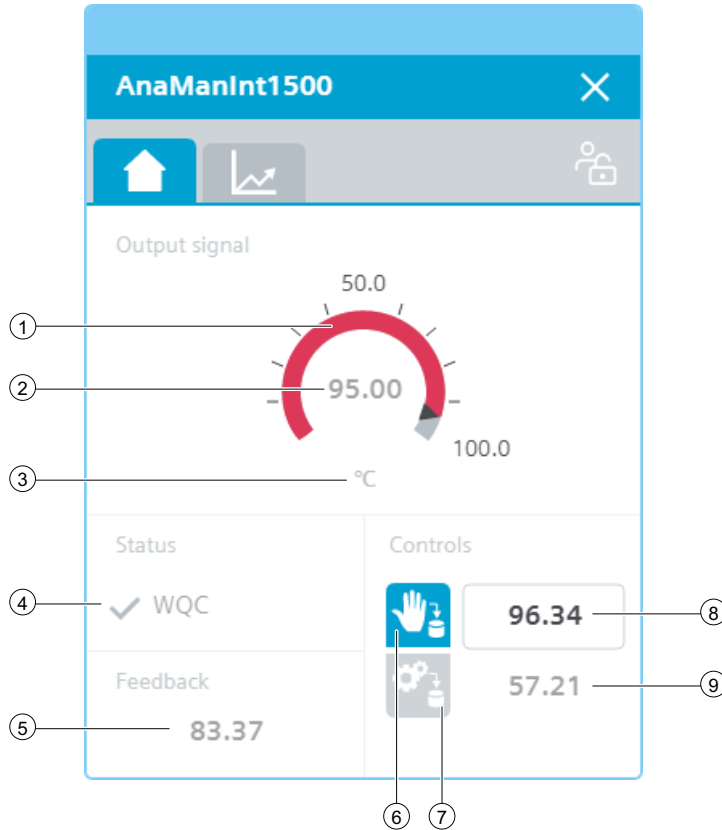 AnaManInt1500
Output signal
50.0
1
2
95.00
100.0
3
°C
Status
Controls
4
WQC
96.34
8
Feedback
57.21
9
5
83.37
6
7